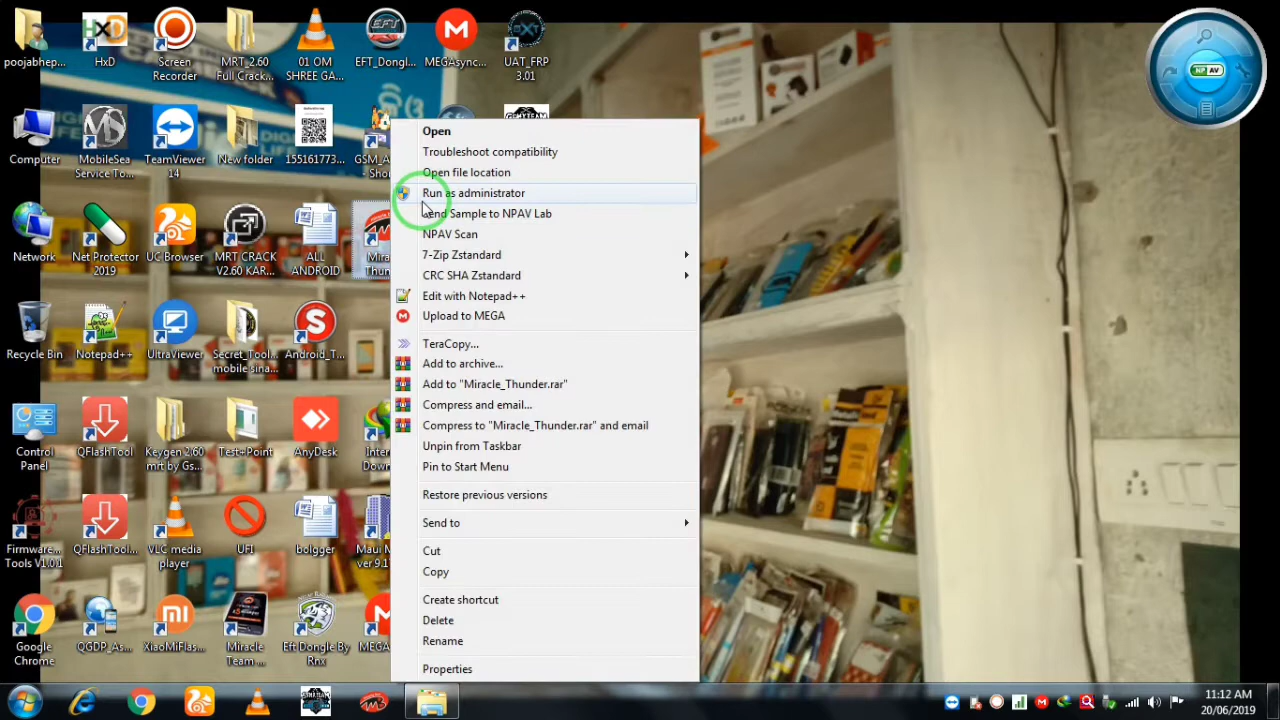 poojabhep...
HxD
Screen
Recorder
MRT_2.60
Full Crack...
01 OM
SHREE GA...
EFT_Dongl...
MEGAsync...
UAT_FRP
3.01
Computer
MobileSea
Service To...
TeamViewer
14
New folder
155161773...
GSM_A
- Sho
Network
Net Protector
2019
UC Browser
MRT CRACK
V2.60 KAR...
ALL
ANDROID
Mira
Thun
Recycle Bin
Notepad++
UltraViewer
Secret_Tool...
mobile sina...
Android_T...
Control
Panel
QFlashTool
Keygen 2.60
mrt by Gs...
Test+Point
AnyDesk
Inter
Down
Firmware...
Tools V1.0.1
QFlashTool...
VLC media
player
UFI
bolgger
Maui M
ver 9.1
Google
Chrome
QGDP_As...
XiaoMiFlas...
Miracle
Team ...
Eft Dongle By
Rnx
MEGA
Open
Troubleshoot compatibility
Open file location
Run as administrator
Send Sample to NPAV Lab
NPAV Scan
7-Zip Zstandard
CRC SHA Zstandard
Edit with Notepad++
Upload to MEGA
TeraCopy...
Add to archive...
Add to "Miracle_Thunder.rar"
Compress and email...
Compress to "Miracle_Thunder.rar" and email
Unpin from Taskbar
Pin to Start Menu
Restore previous versions
Send to
Cut
Copy
Create shortcut
Delete
Rename
Properties
NP AV
11:12 AM
20/06/2019